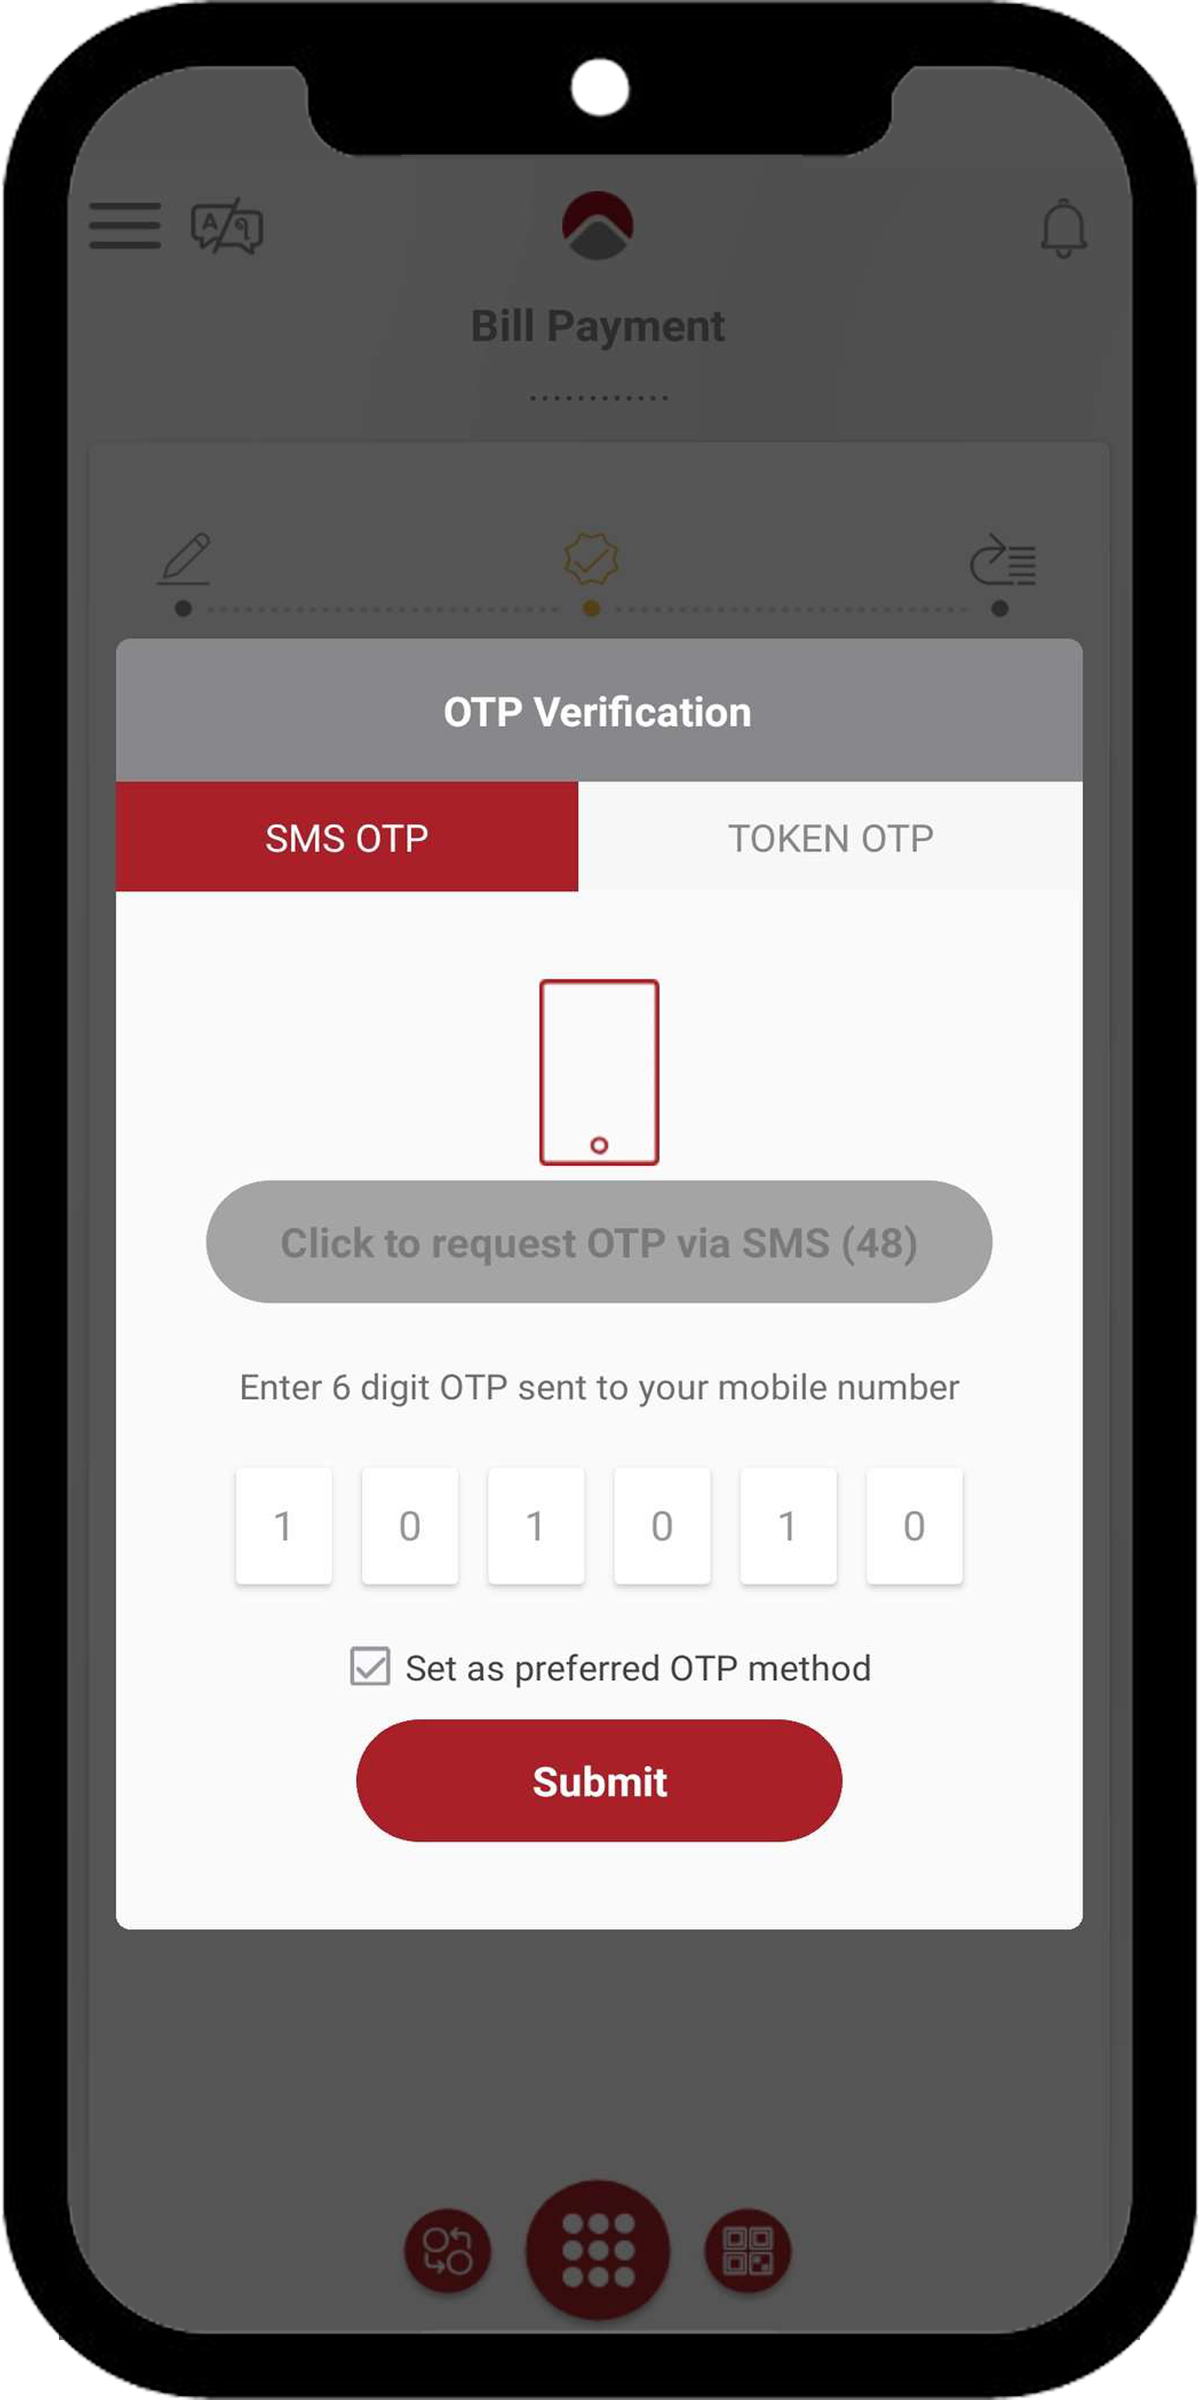 Bill Payment
OTP Verification
SMS OTP
TOKEN OTP
Click to request OTP via SMS (48)
Enter 6 digit OTP sent to your mobile number
1 0 1 0 1 0
Set as preferred OTP method
Submit